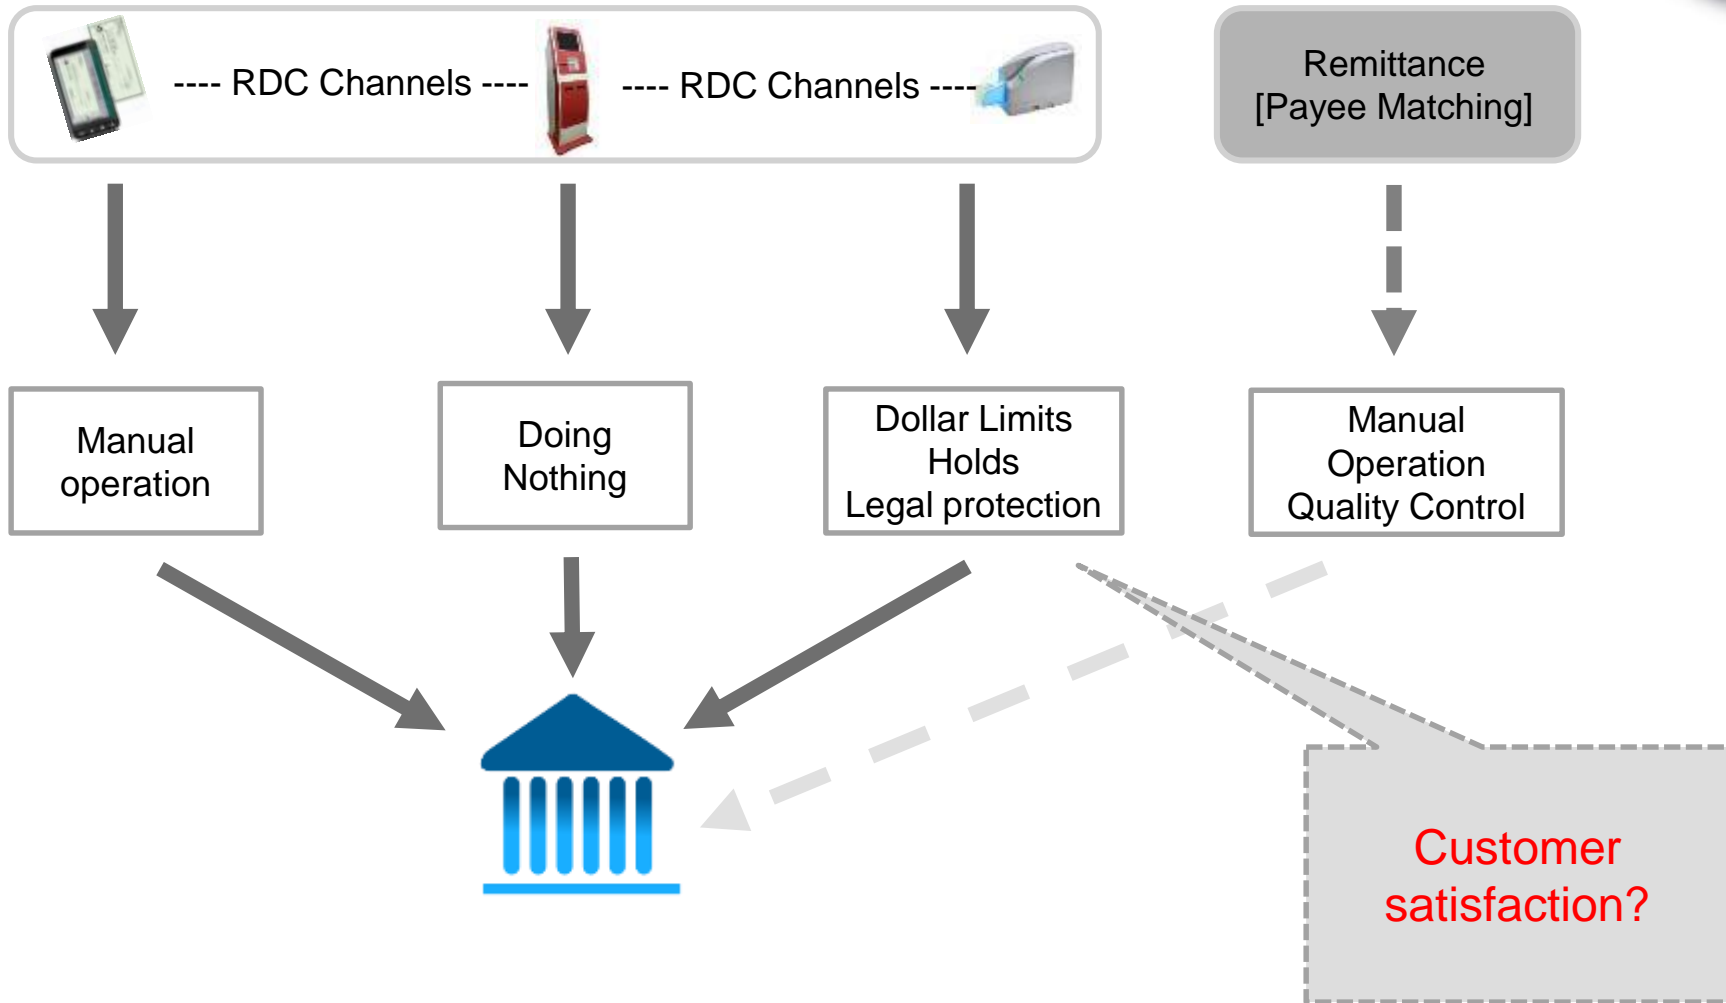 ---- RDC Channels ----
---- RDC Channels ----
Remittance
[Payee Matching]
Manual
operation
Doing
Nothing
Dollar Limits
Holds
Legal protection
Manual
Operation
Quality Control
Customer
satisfaction?